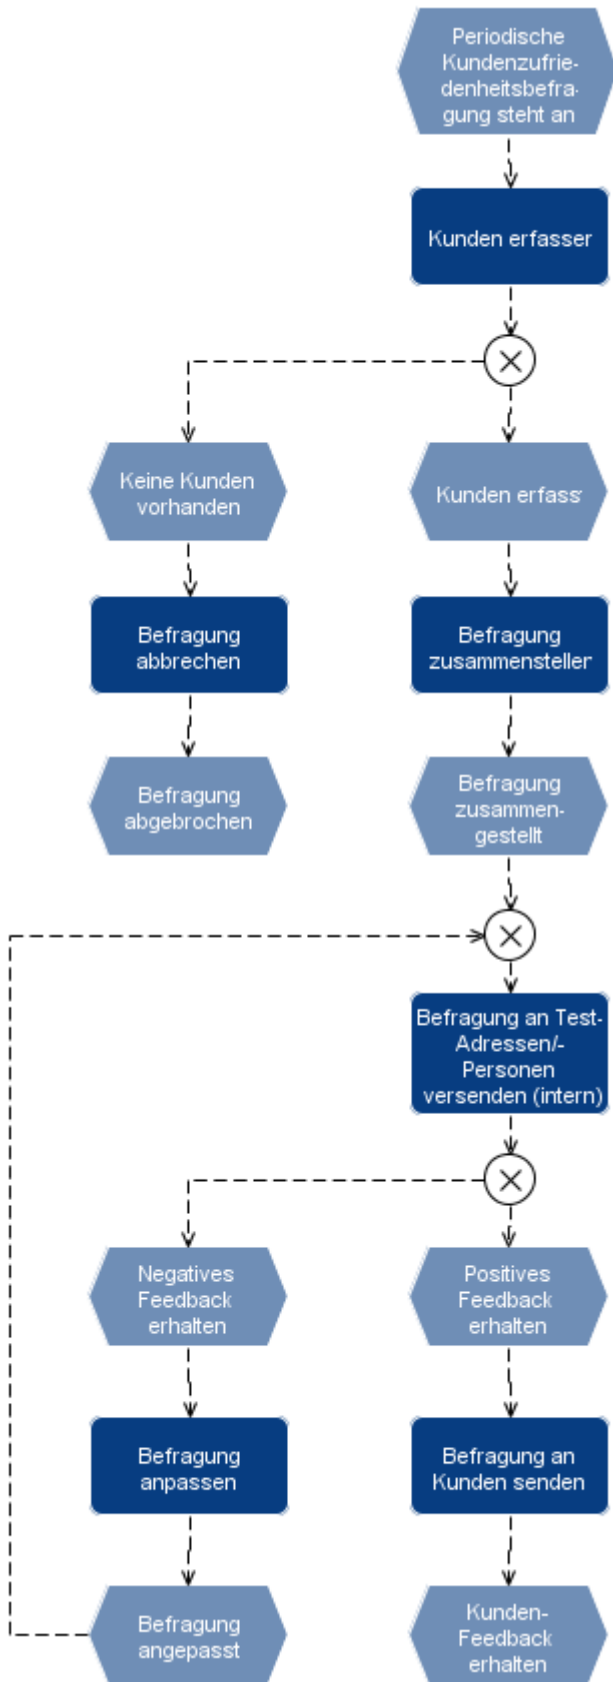 Periodische
Kundenzufrie-
denheitsbefra-
gung steht an
Kunden erfasser
Keine Kunden
vorhanden
Kunden erfass
Befragung
abbrechen
Befragung
zusammensteller
Befragung
abgebrochen
Befragung
zusammen-
gestellt
Befragung an Test-
Adressen/-
Personen
versenden (intern)
Negatives
Feedback
erhalten
Positives
Feedback
erhalten
Befragung
anpassen
Befragung an
Kunden senden
Befragung
angepasst
Kunden-
Feedback
erhalten